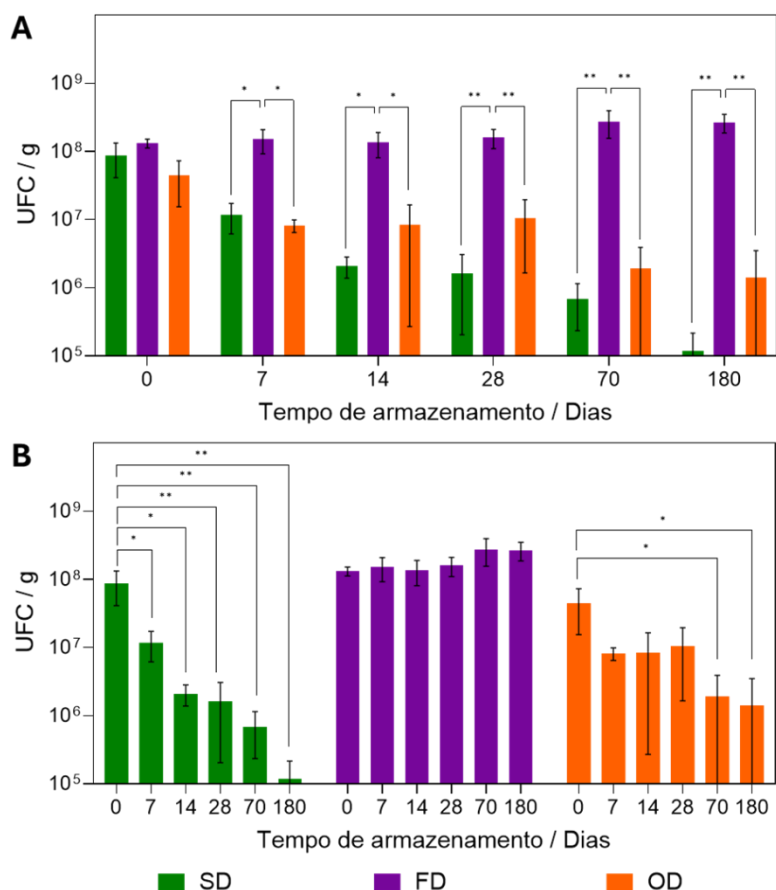 A
UFC / g
10⁹
10⁸
10⁷
10⁶
10⁵
* * * * ** ** ** ** ** **
0 7 14 28 70 180
Tempo de armazenamento / Dias
B
UFC / g
10⁹
10⁸
10⁷
10⁶
10⁵
**
**
**
*
*
*
*
0 7 14 28 70 180 0 7 14 28 70 180 0 7 14 28 70 180
Tempo de armazenamento / Dias
SD FD OD